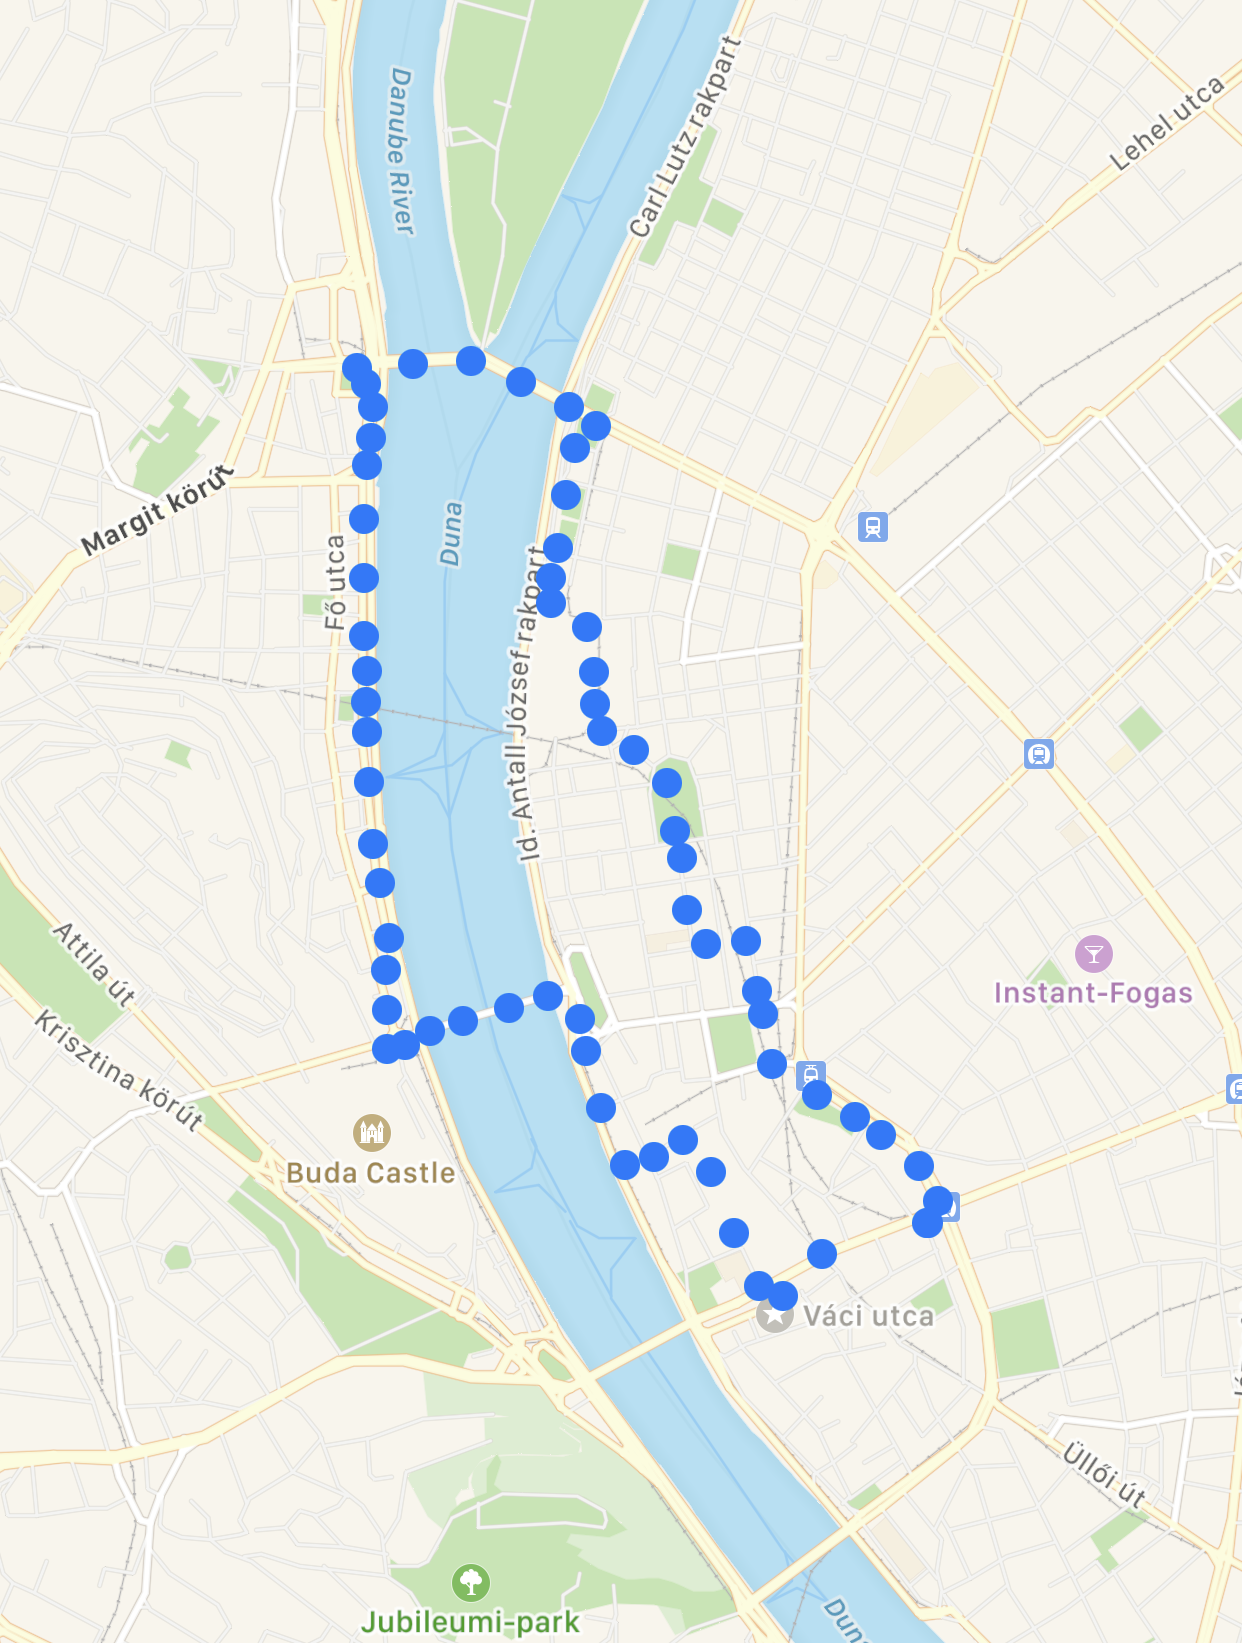 Danube River
Carl Lutz rakpart
Lehel utca
Margit körút
Duna
Fő utca
Id. Antall József rakpart
Attila út
Instant-Fogas
Krisztina körút
Buda Castle
Váci utca
Üllői út
Jubileumi-park